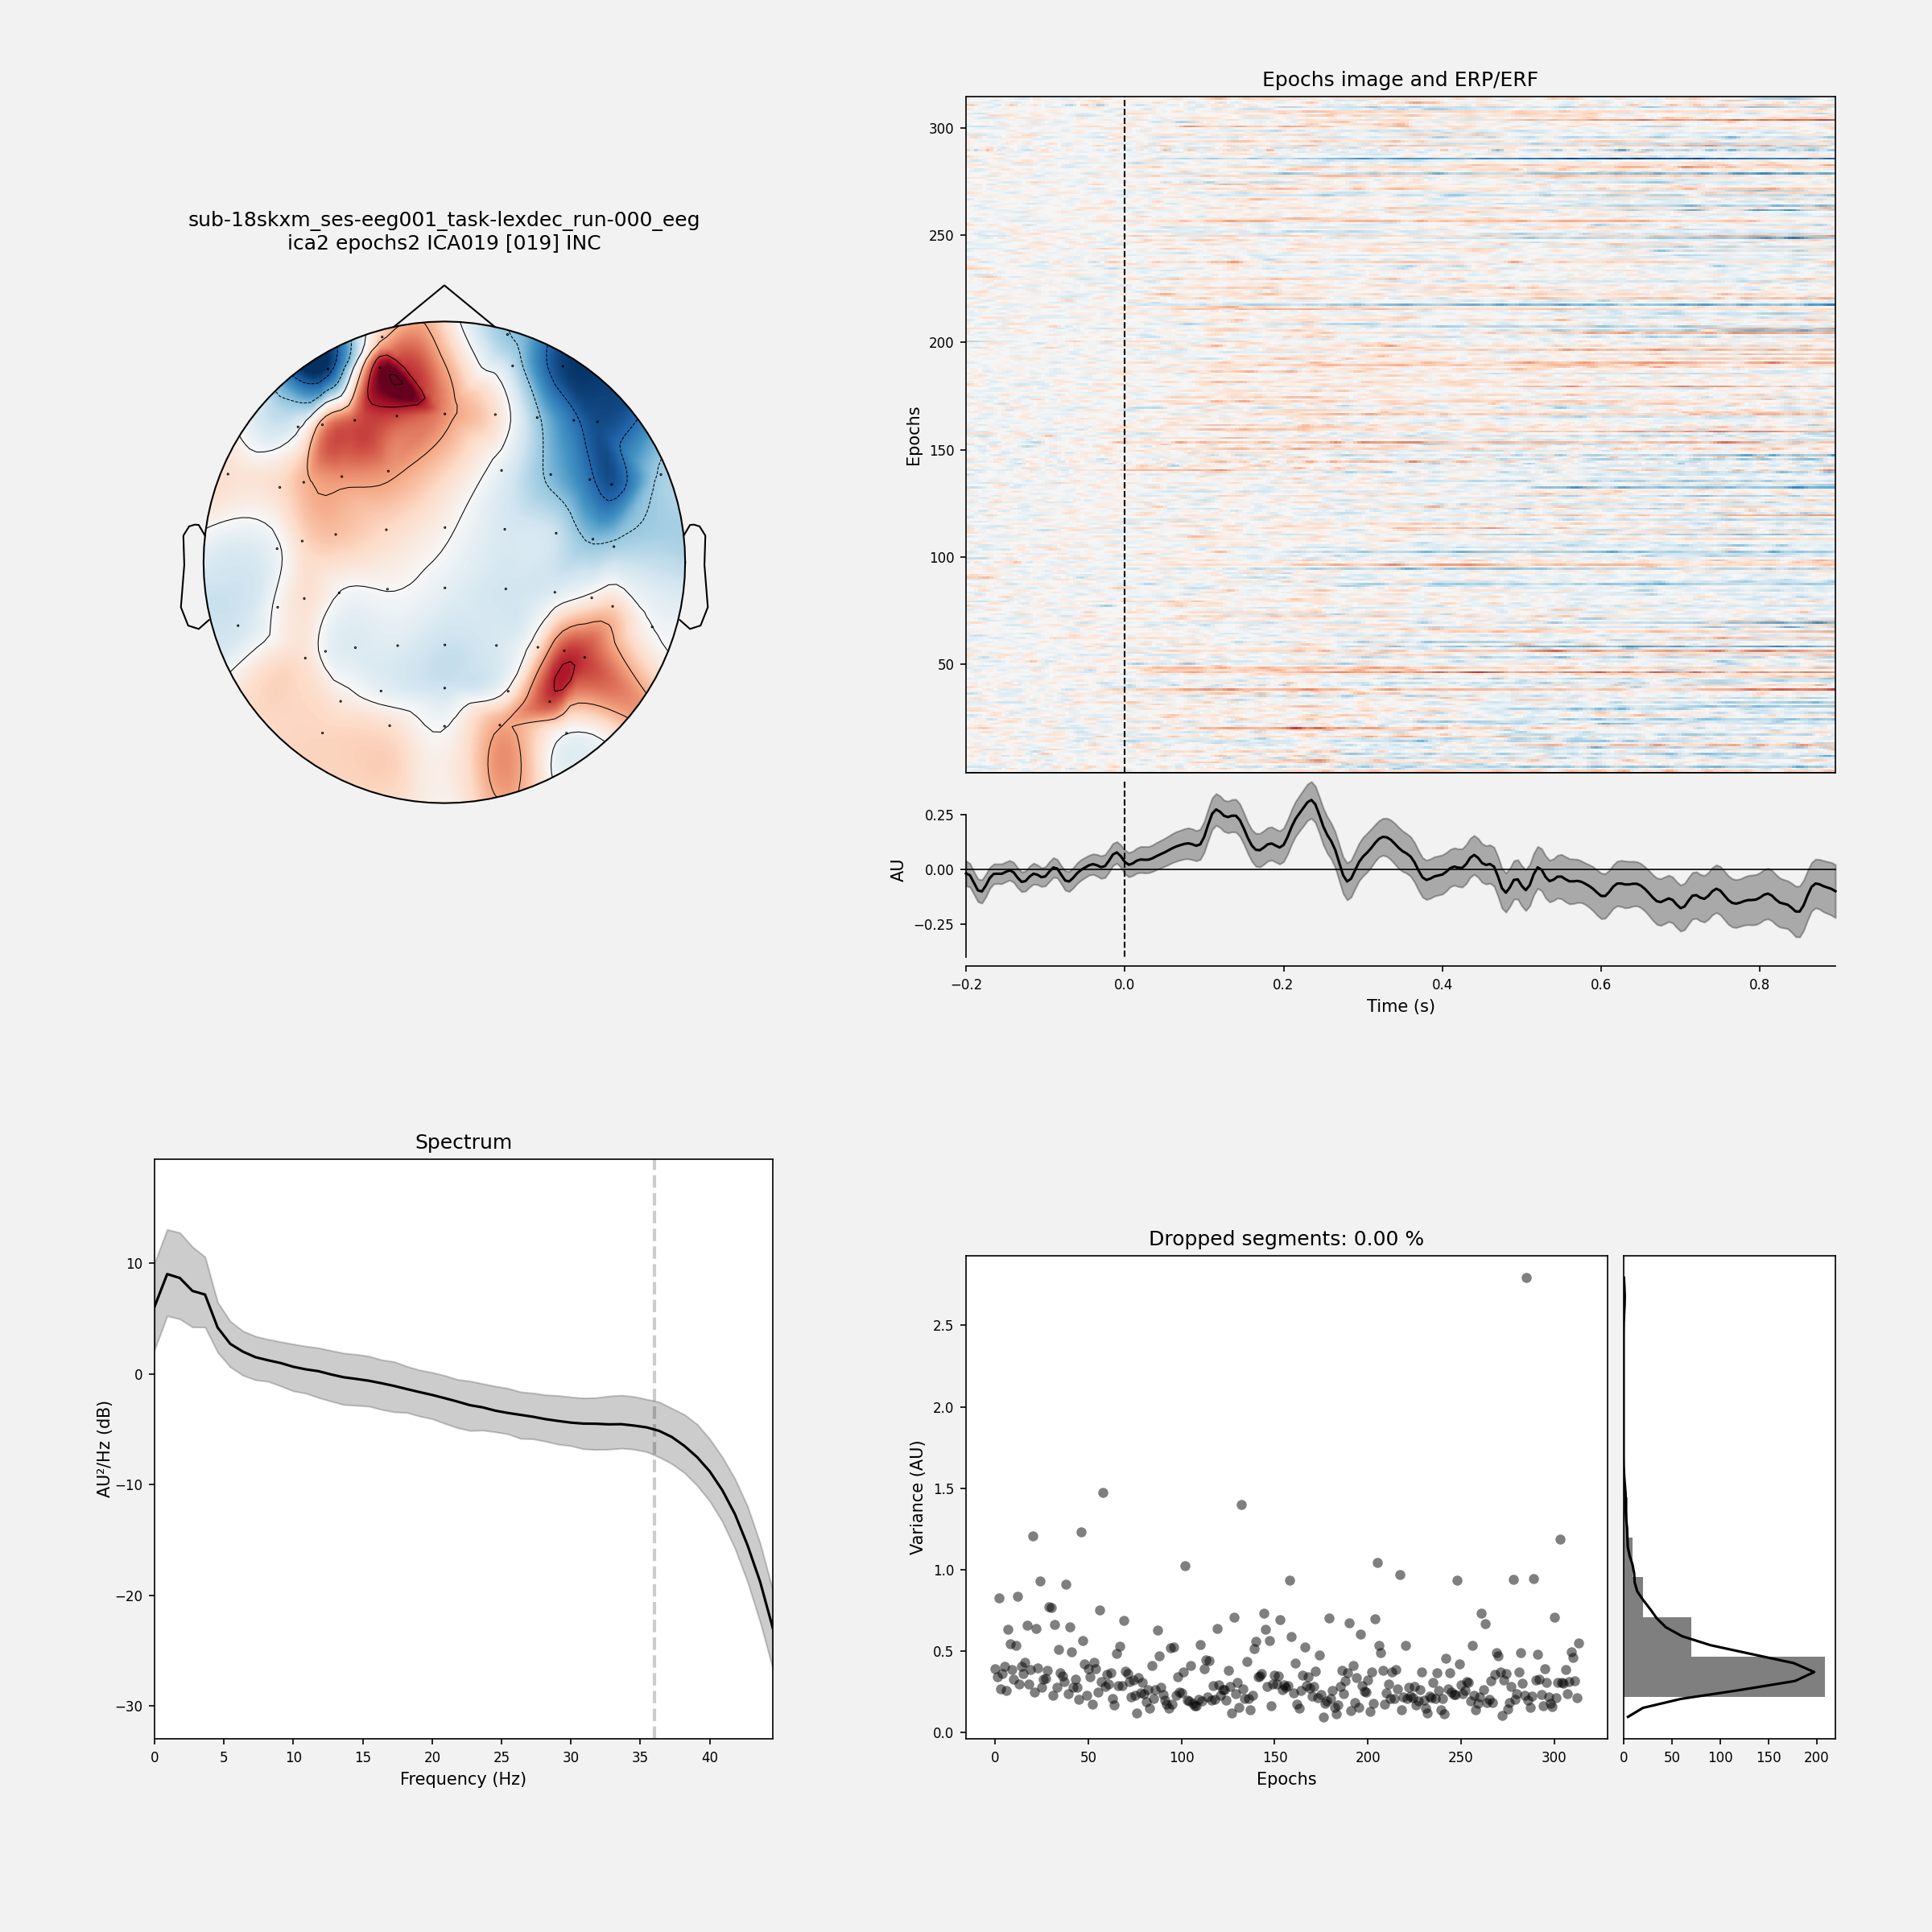 sub-18skxm_ses-eeg001_task-lexdec_run-000_eeg
ica2 epochs2 ICA019 [019] INC
Epochs image and ERP/ERF
300
250
200
150
100
50
Epochs
0.25
0.00
−0.25
AU
−0.2 0.0 0.2 0.4 0.6 0.8
Time (s)
Spectrum
10
0
−10
−20
−30
AU²/Hz (dB)
0 5 10 15 20 25 30 35 40
Frequency (Hz)
Dropped segments: 0.00 %
2.5
2.0
1.5
1.0
0.5
0.0
Variance (AU)
0 50 100 150 200 250 300
Epochs
0 50 100 150 200